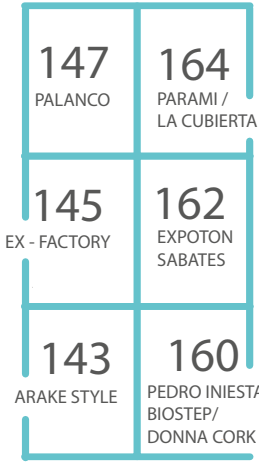 147
PALANCO
164
PARAMI /
LA CUBIERTA
145
EX - FACTORY
162
EXPOTON
SABATES
143
ARAKE STYLE
160
PEDRO INIESTA
BIOSTEP/
DONNA CORK